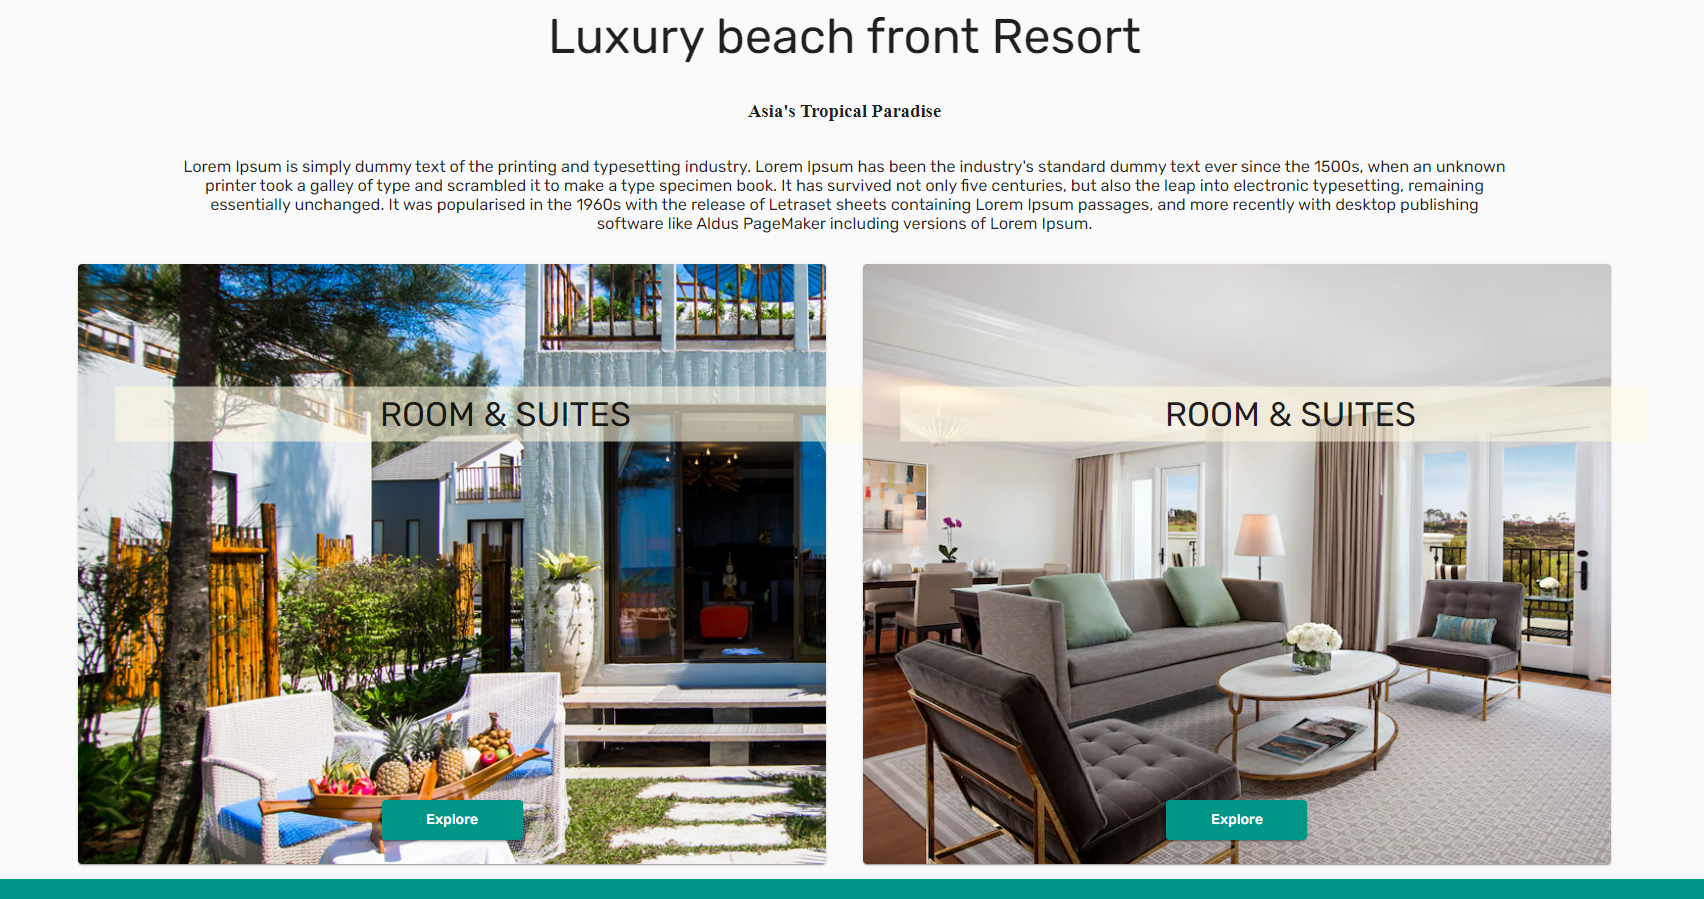 Luxury beach front Resort
Asia's Tropical Paradise
Lorem Ipsum is simply dummy text of the printing and typesetting industry. Lorem Ipsum has been the industry's standard dummy text ever since the 1500s, when an unknown
printer took a galley of type and scrambled it to make a type specimen book. It has survived not only five centuries, but also the leap into electronic typesetting, remaining
essentially unchanged. It was popularised in the 1960s with the release of Letraset sheets containing Lorem Ipsum passages, and more recently with desktop publishing
software like Aldus PageMaker including versions of Lorem Ipsum.
ROOM & SUITES
Explore
ROOM & SUITES
Explore